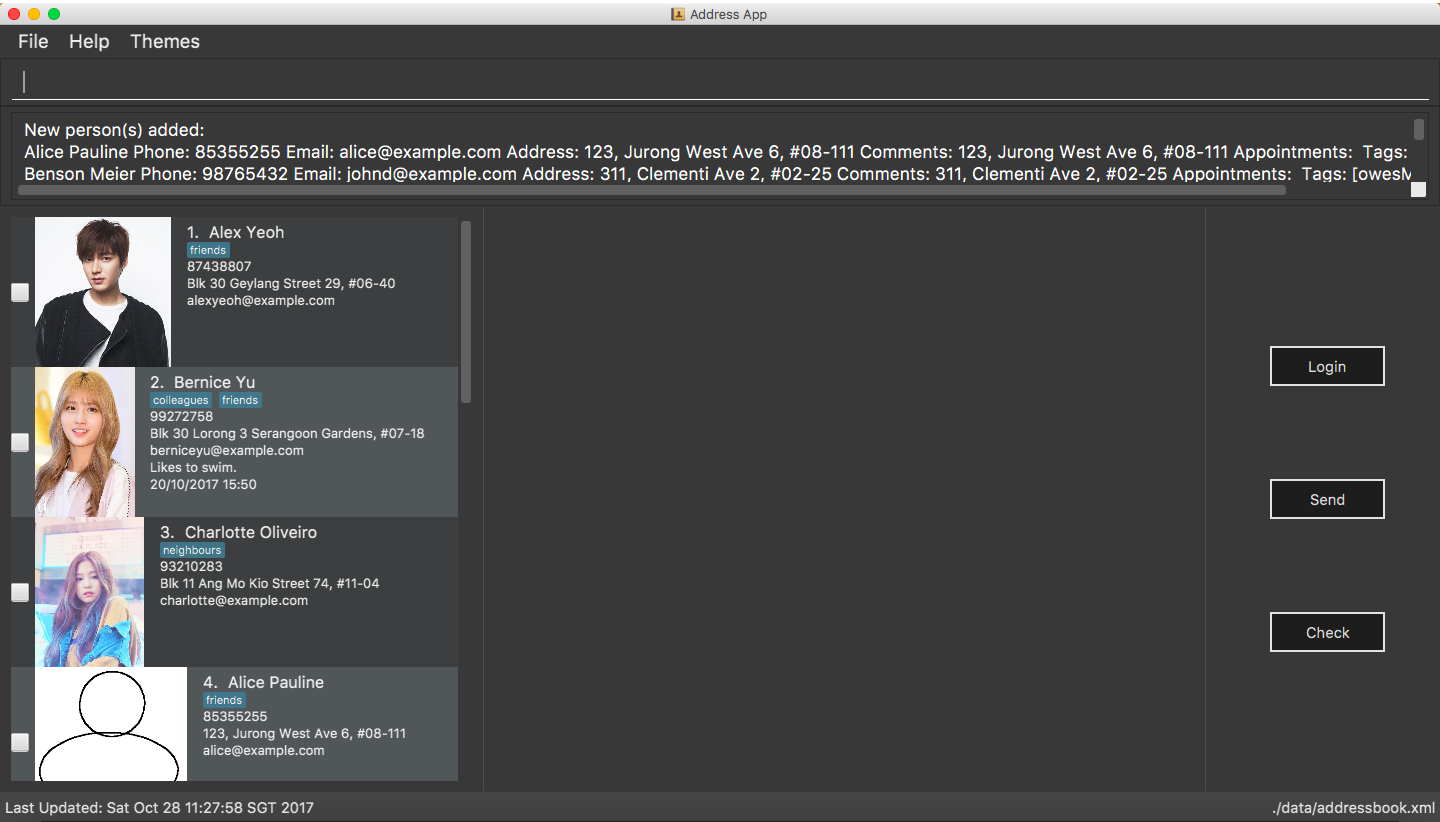 Address App
File Help Themes
New person(s) added:
Alice Pauline Phone: 85355255 Email: alice@example.com Address: 123, Jurong West Ave 6, #08-111 Comments: 123, Jurong West Ave 6, #08-111 Appointments:  Tags:
Benson Meier Phone: 98765432 Email: johnd@example.com Address: 311, Clementi Ave 2, #02-25 Comments: 311, Clementi Ave 2, #02-25 Appointments:  Tags: [owesM
1. Alex Yeoh
friends
87438807
Blk 30 Geylang Street 29, #06-40
alexyeoh@example.com
2. Bernice Yu
colleagues friends
99272758
Blk 30 Lorong 3 Serangoon Gardens, #07-18
berniceyu@example.com
Likes to swim.
20/10/2017 15:50
3. Charlotte Oliveiro
neighbours
93210283
Blk 11 Ang Mo Kio Street 74, #11-04
charlotte@example.com
4. Alice Pauline
friends
85355255
123, Jurong West Ave 6, #08-111
alice@example.com
Login
Send
Check
Last Updated: Sat Oct 28 11:27:58 SGT 2017
./data/addressbook.xml